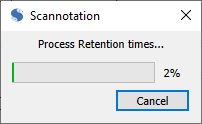 Scannotation
Process Retention times...
2%
Cancel